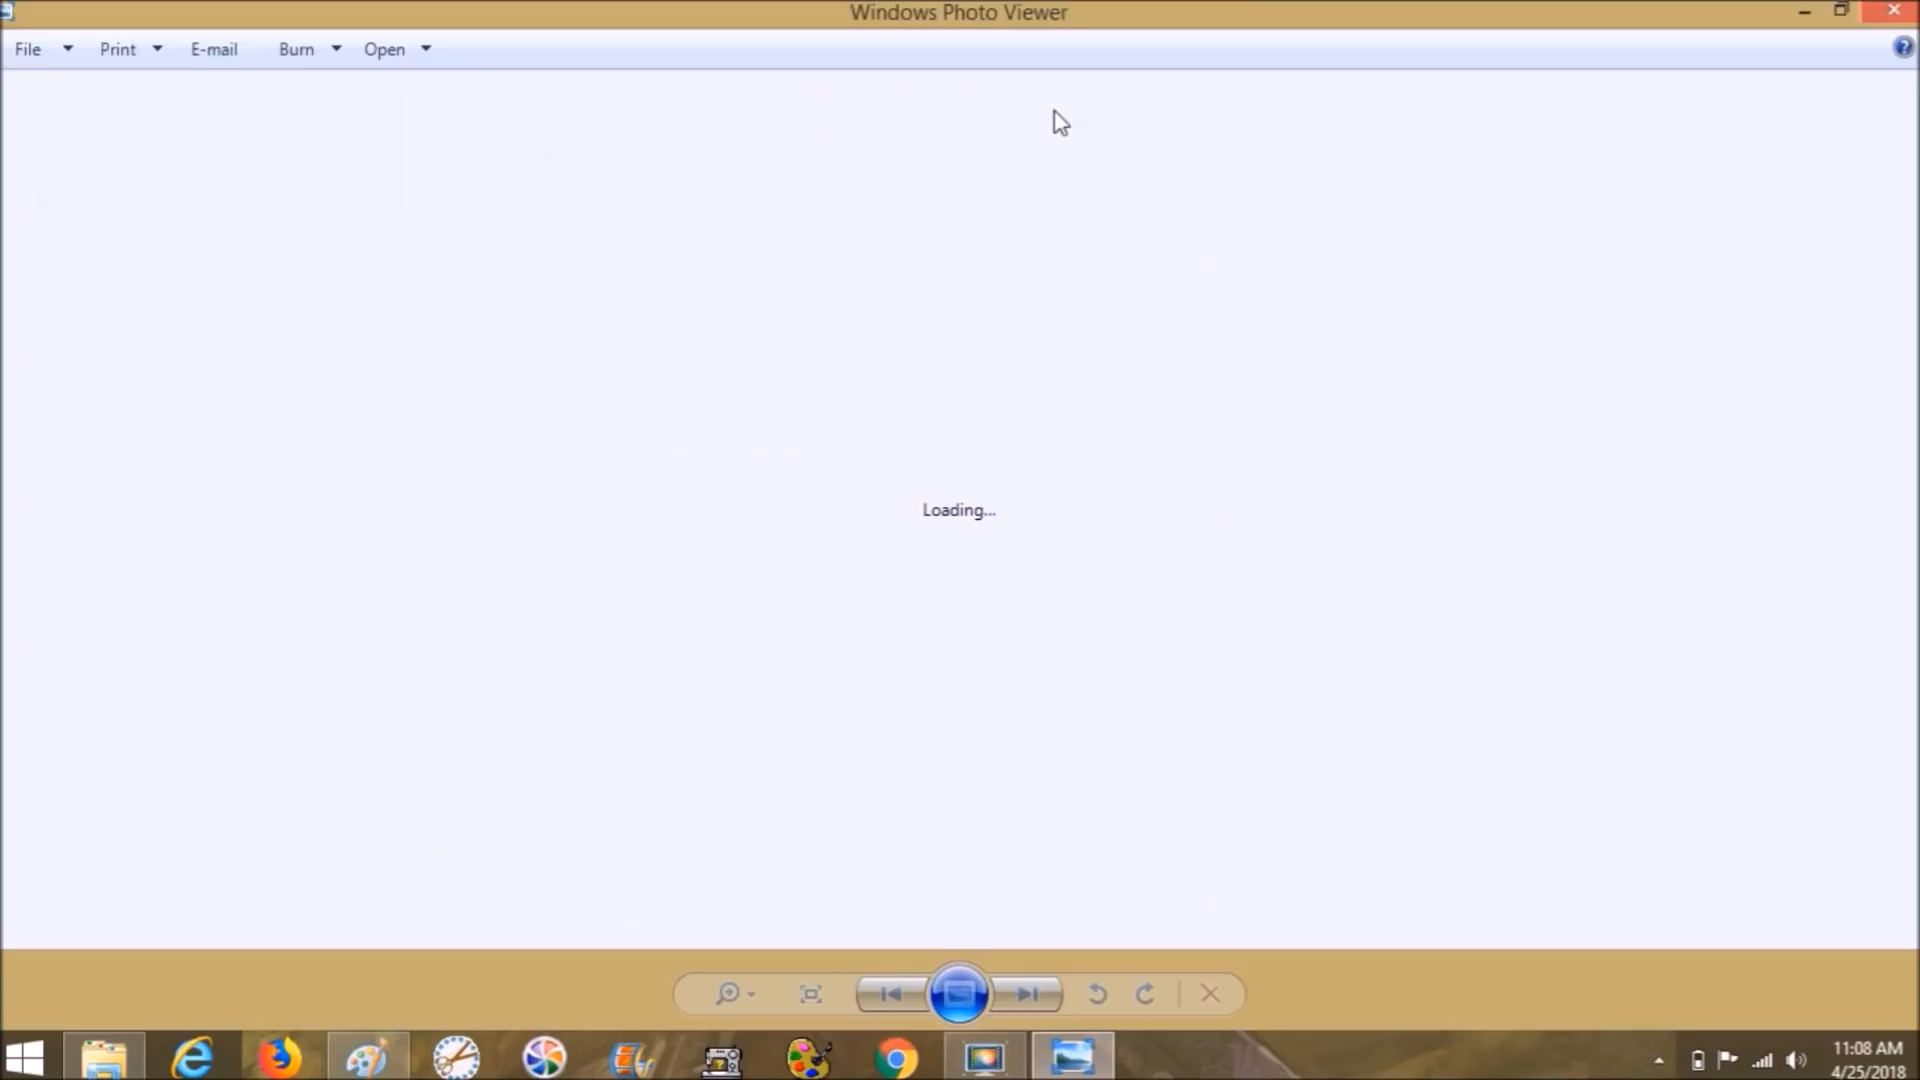 Windows Photo Viewer
File Print E-mail Burn Open
Loading...
11:08 AM
4/25/2018